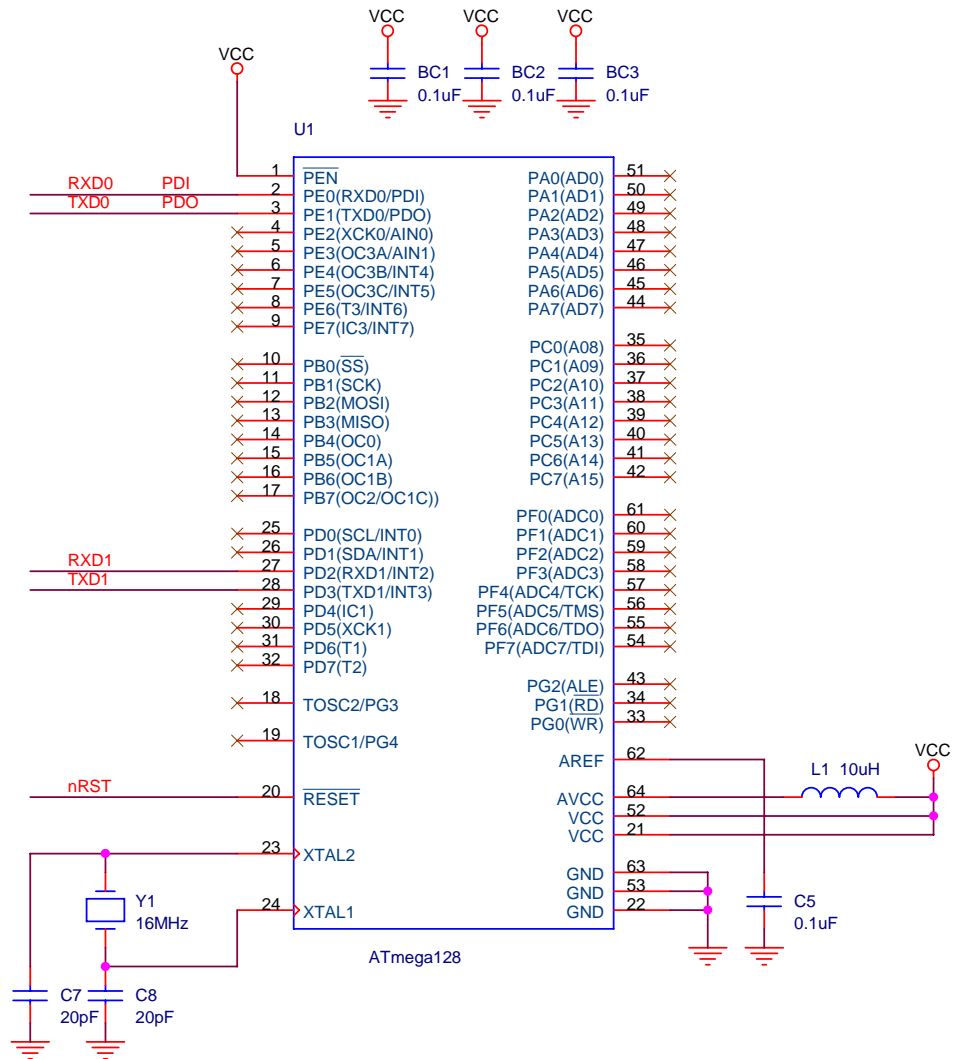 VCC VCC VCC
VCC
BC1 BC2 BC3
0.1uF 0.1uF 0.1uF
U1
1 PEN PA0(AD0) 51
RXD0 PDI 2 PE0(RXD0/PDI) PA1(AD1) 50
TXD0 PDO 3 PE1(TXD0/PDO) PA2(AD2) 49
4 PE2(XCK0/AIN0) PA3(AD3) 48
5 PE3(OC3A/AIN1) PA4(AD4) 47
6 PE4(OC3B/INT4) PA5(AD5) 46
7 PE5(OC3C/INT5) PA6(AD6) 45
8 PE6(T3/INT6) PA7(AD7) 44
9 PE7(IC3/INT7)
PC0(A08) 35
10 PB0(SS) PC1(A09) 36
11 PB1(SCK) PC2(A10) 37
12 PB2(MOSI) PC3(A11) 38
13 PB3(MISO) PC4(A12) 39
14 PB4(OC0) PC5(A13) 40
15 PB5(OC1A) PC6(A14) 41
16 PB6(OC1B) PC7(A15) 42
17 PB7(OC2/OC1C))
PF0(ADC0) 61
25 PD0(SCL/INT0) PF1(ADC1) 60
26 PD1(SDA/INT1) PF2(ADC2) 59
RXD1 27 PD2(RXD1/INT2) PF3(ADC3) 58
TXD1 28 PD3(TXD1/INT3) PF4(ADC4/TCK) 57
29 PD4(IC1) PF5(ADC5/TMS) 56
30 PD5(XCK1) PF6(ADC6/TDO) 55
31 PD6(T1) PF7(ADC7/TDI) 54
32 PD7(T2)
PG2(ALE) 43
18 TOSC2/PG3 PG1(RD) 34
PG0(WR) 33
19 TOSC1/PG4
AREF 62 VCC
L1 10uH
nRST 20 RESET AVCC 64
VCC 52
VCC 21
23 XTAL2
GND 63
GND 53
Y1 24 XTAL1 GND 22 C5
16MHz 0.1uF
ATmega128
C7 C8
20pF 20pF